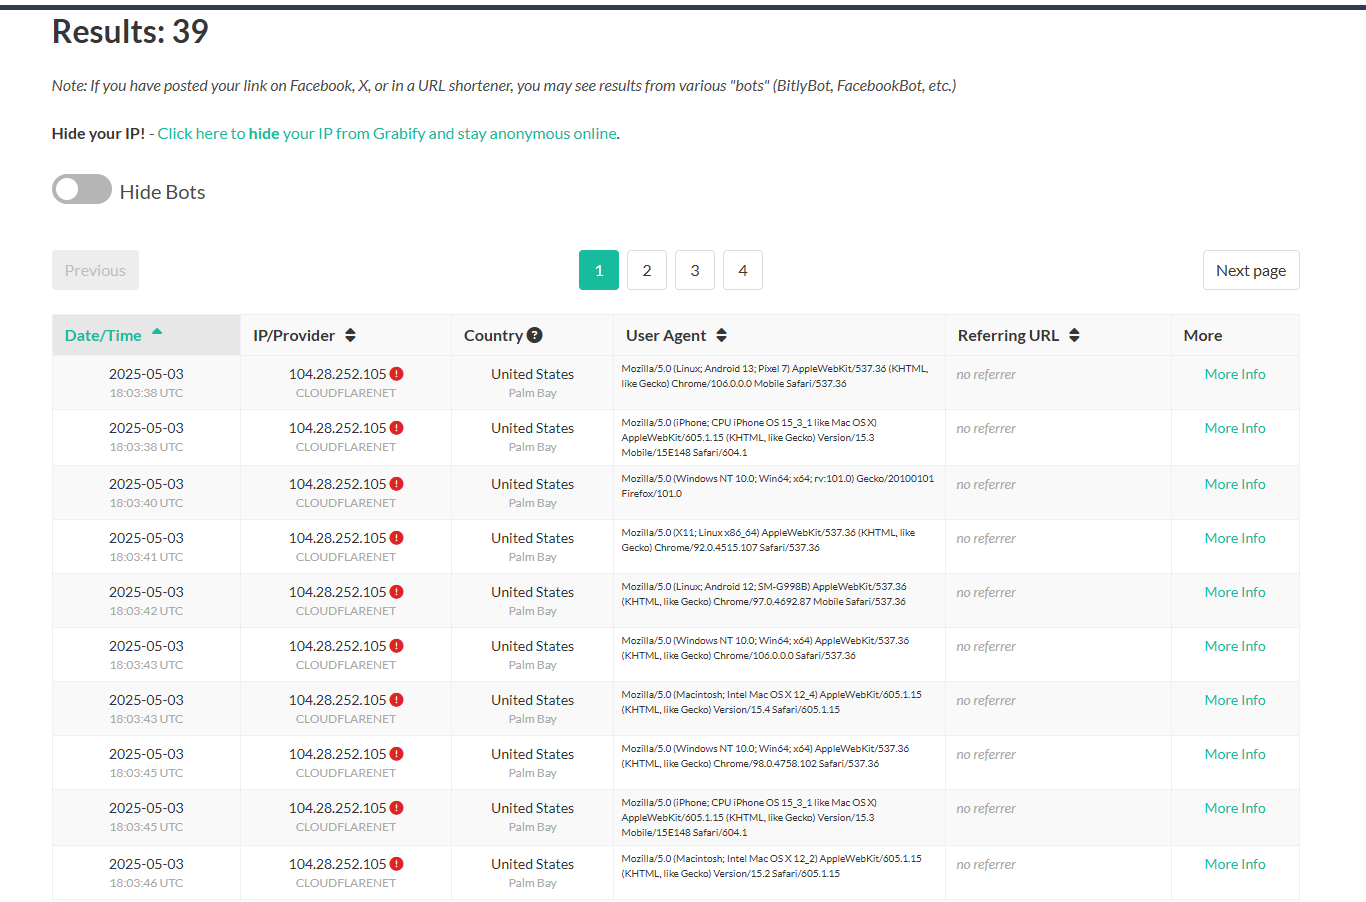 Results: 39
Note: If you have posted your link on Facebook, X, or in a URL shortener, you may see results from various "bots" (BitlyBot, FacebookBot, etc.)
Hide your IP! - Click here to hide your IP from Grabify and stay anonymous online.
Hide Bots
Previous 1 2 3 4 Next page
Date/Time IP/Provider Country ? User Agent Referring URL More
2025-05-03 104.28.252.105 ! United States Mozilla/5.0 (Linux; Android 13; Pixel 7) AppleWebKit/537.36 (KHTML, no referrer More Info
18:03:38 UTC CLOUDFLARENET Palm Bay like Gecko) Chrome/106.0.0.0 Mobile Safari/537.36
2025-05-03 104.28.252.105 ! United States Mozilla/5.0 (iPhone; CPU iPhone OS 15_3_1 like Mac OS X) no referrer More Info
18:03:38 UTC CLOUDFLARENET Palm Bay AppleWebKit/605.1.15 (KHTML, like Gecko) Version/15.3
Mobile/15E148 Safari/604.1
2025-05-03 104.28.252.105 ! United States Mozilla/5.0 (Windows NT 10.0; Win64; x64; rv:101.0) Gecko/20100101 no referrer More Info
18:03:40 UTC CLOUDFLARENET Palm Bay Firefox/101.0
2025-05-03 104.28.252.105 ! United States Mozilla/5.0 (X11; Linux x86_64) AppleWebKit/537.36 (KHTML, like no referrer More Info
18:03:41 UTC CLOUDFLARENET Palm Bay Gecko) Chrome/92.0.4515.107 Safari/537.36
2025-05-03 104.28.252.105 ! United States Mozilla/5.0 (Linux; Android 12; SM-G998B) AppleWebKit/537.36 no referrer More Info
18:03:42 UTC CLOUDFLARENET Palm Bay (KHTML, like Gecko) Chrome/97.0.4692.87 Mobile Safari/537.36
2025-05-03 104.28.252.105 ! United States Mozilla/5.0 (Windows NT 10.0; Win64; x64) AppleWebKit/537.36 no referrer More Info
18:03:43 UTC CLOUDFLARENET Palm Bay (KHTML, like Gecko) Chrome/106.0.0.0 Safari/537.36
2025-05-03 104.28.252.105 ! United States Mozilla/5.0 (Macintosh; Intel Mac OS X 12_4) AppleWebKit/605.1.15 no referrer More Info
18:03:43 UTC CLOUDFLARENET Palm Bay (KHTML, like Gecko) Version/15.4 Safari/605.1.15
2025-05-03 104.28.252.105 ! United States Mozilla/5.0 (Windows NT 10.0; Win64; x64) AppleWebKit/537.36 no referrer More Info
18:03:45 UTC CLOUDFLARENET Palm Bay (KHTML, like Gecko) Chrome/98.0.4758.102 Safari/537.36
2025-05-03 104.28.252.105 ! United States Mozilla/5.0 (iPhone; CPU iPhone OS 15_3_1 like Mac OS X) no referrer More Info
18:03:45 UTC CLOUDFLARENET Palm Bay AppleWebKit/605.1.15 (KHTML, like Gecko) Version/15.3
Mobile/15E148 Safari/604.1
2025-05-03 104.28.252.105 ! United States Mozilla/5.0 (Macintosh; Intel Mac OS X 12_2) AppleWebKit/605.1.15 no referrer More Info
18:03:46 UTC CLOUDFLARENET Palm Bay (KHTML, like Gecko) Version/15.2 Safari/605.1.15